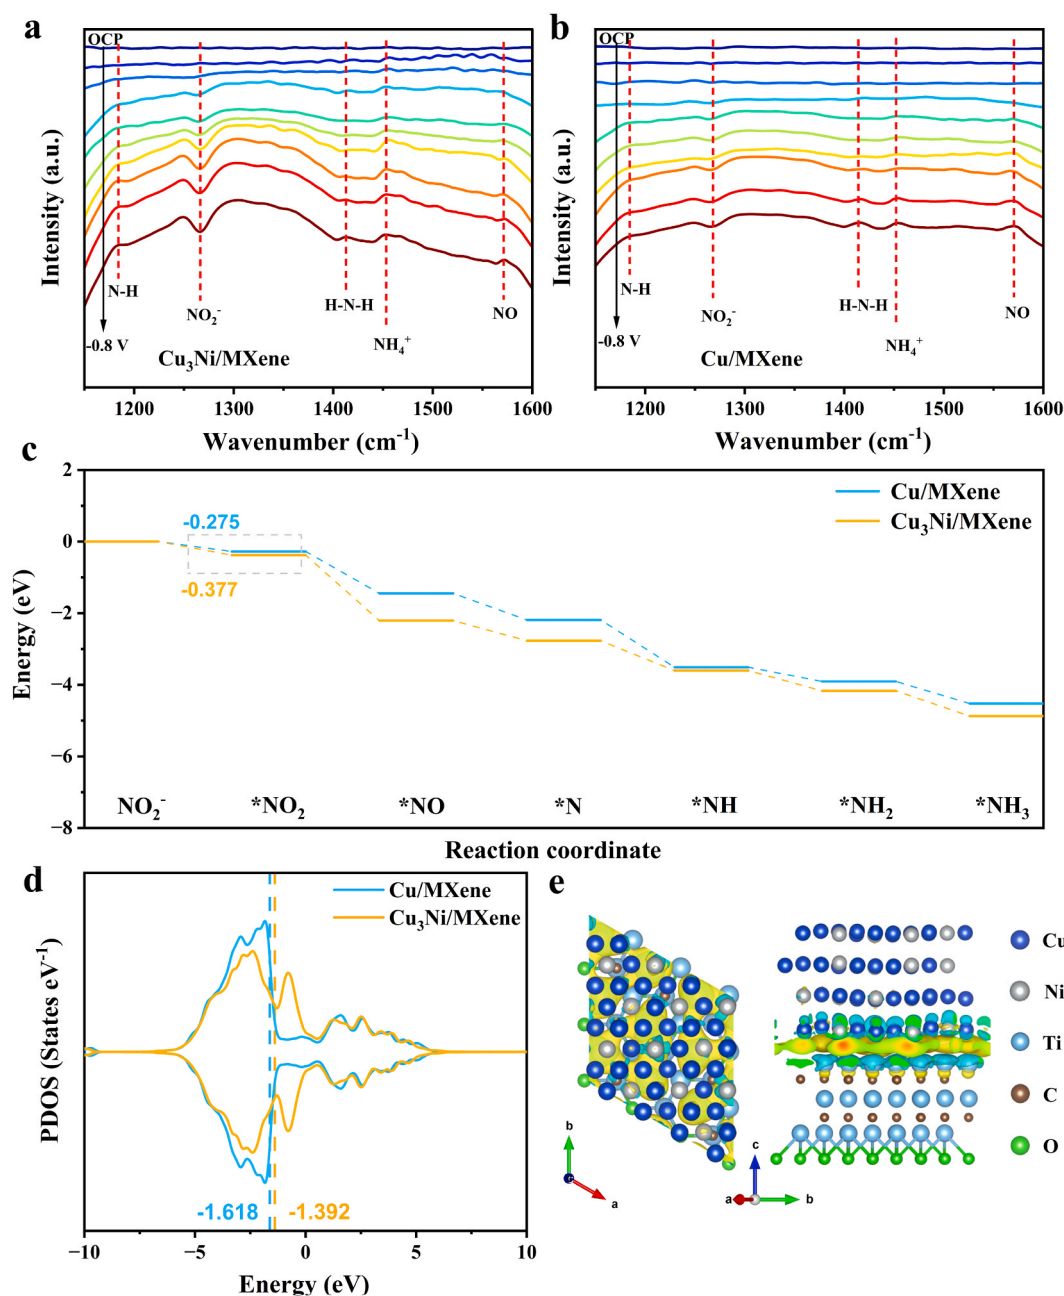 a
OCP
N-H
NO₂⁻
H-N-H
NH₄⁺
NO
-0.8 V
Cu₃Ni/MXene
Intensity (a.u.)
1200 1300 1400 1500 1600
Wavenumber (cm⁻¹)
b
OCP
N-H
NO₂⁻
H-N-H
NH₄⁺
NO
-0.8 V
Cu/MXene
Intensity (a.u.)
1200 1300 1400 1500 1600
Wavenumber (cm⁻¹)
c
2
0
−2
−4
−6
−8
Energy (eV)
Cu/MXene
Cu₃Ni/MXene
-0.275
-0.377
NO₂⁻ *NO₂ *NO *N *NH *NH₂ *NH₃
Reaction coordinate
d
Cu/MXene
Cu₃Ni/MXene
PDOS (States eV⁻¹)
-1.618 -1.392
−10 −5 0 5 10
Energy (eV)
e
Cu
Ni
Ti
C
O
b
a
c
a
b